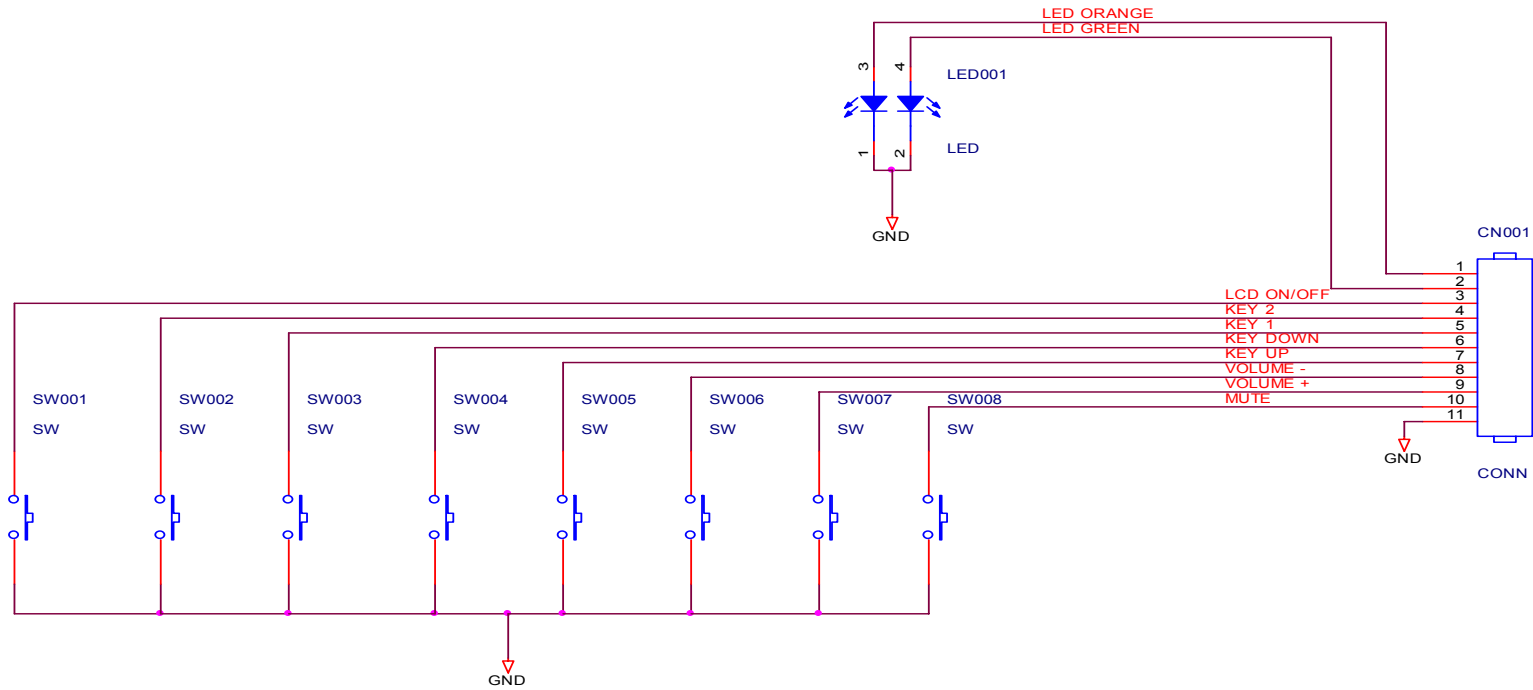 LED ORANGE
LED GREEN
3 4
LED001
1 2
LED
GND
CN001
1
2
LCD ON/OFF 3
KEY 2 4
KEY 1 5
KEY DOWN 6
KEY UP 7
VOLUME - 8
VOLUME + 9
MUTE 10
11
GND
CONN
SW001 SW002 SW003 SW004 SW005 SW006 SW007 SW008
SW SW SW SW SW SW SW SW
GND